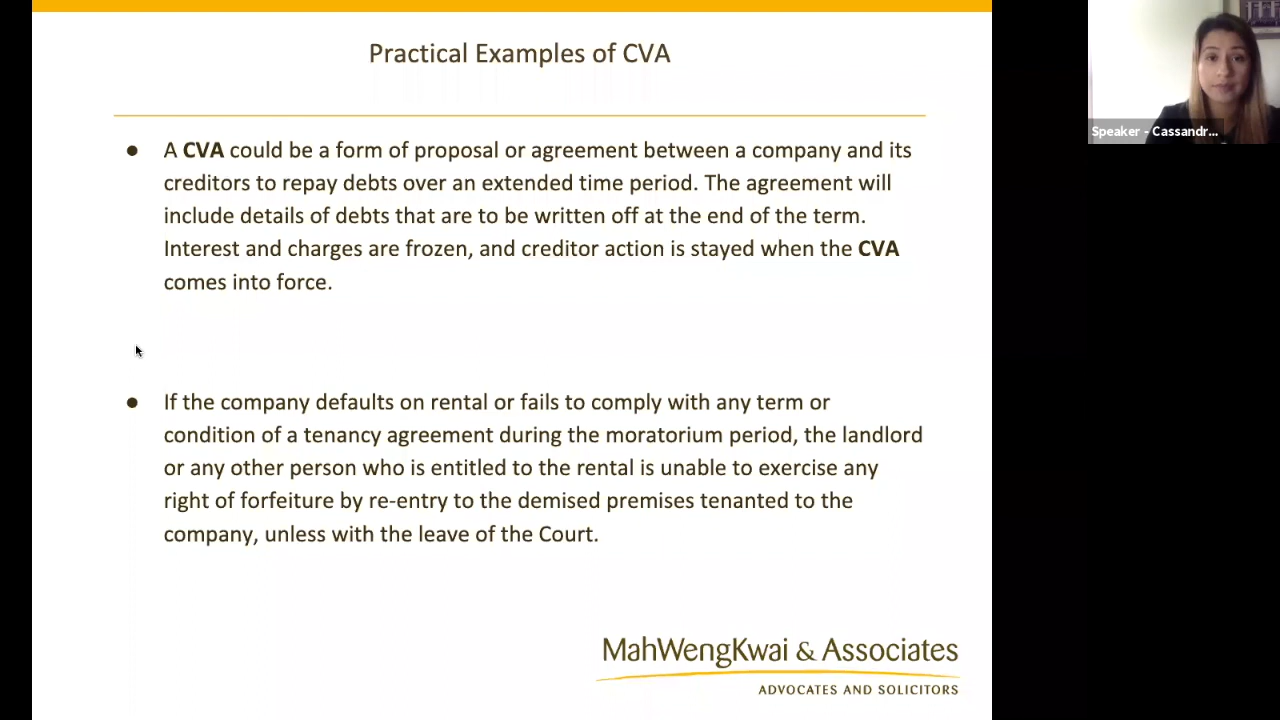 Practical Examples of CVA
Speaker - Cassandr...
● A CVA could be a form of proposal or agreement between a company and its
creditors to repay debts over an extended time period. The agreement will
include details of debts that are to be written off at the end of the term.
Interest and charges are frozen, and creditor action is stayed when the CVA
comes into force.
● If the company defaults on rental or fails to comply with any term or
condition of a tenancy agreement during the moratorium period, the landlord
or any other person who is entitled to the rental is unable to exercise any
right of forfeiture by re-entry to the demised premises tenanted to the
company, unless with the leave of the Court.
MahWengKwai & Associates
ADVOCATES AND SOLICITORS